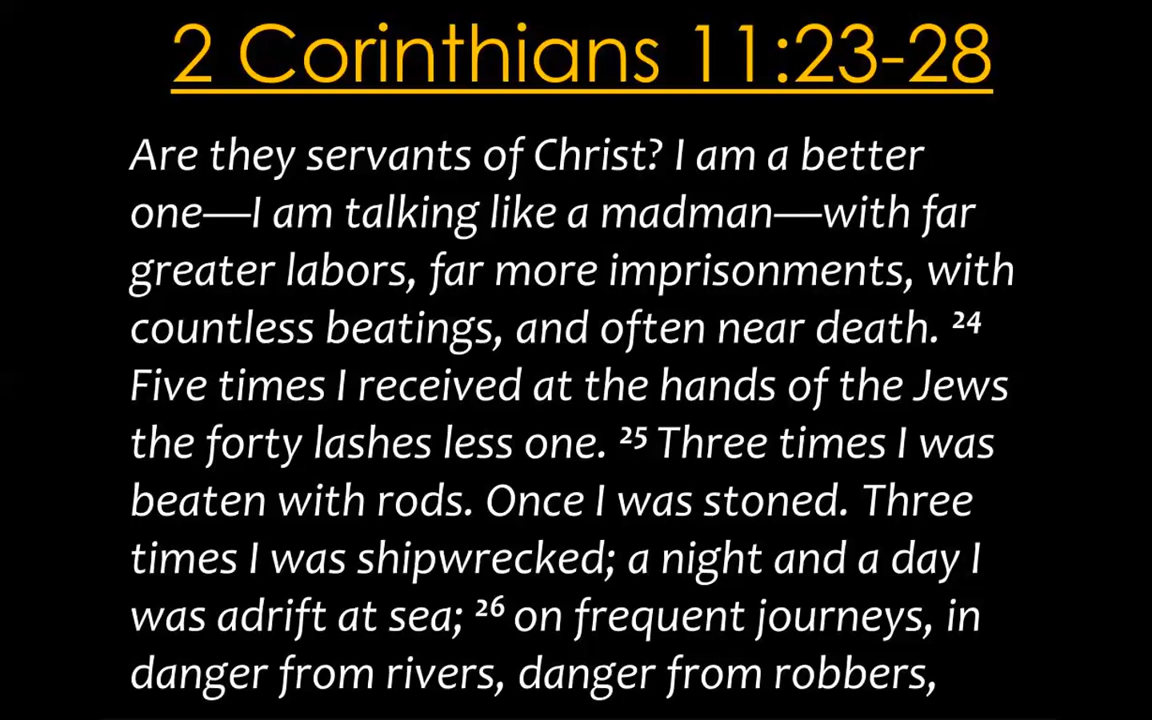 2 Corinthians 11:23-28
Are they servants of Christ? I am a better
one—I am talking like a madman—with far
greater labors, far more imprisonments, with
countless beatings, and often near death. 24
Five times I received at the hands of the Jews
the forty lashes less one. 25 Three times I was
beaten with rods. Once I was stoned. Three
times I was shipwrecked; a night and a day I
was adrift at sea; 26 on frequent journeys, in
danger from rivers, danger from robbers,